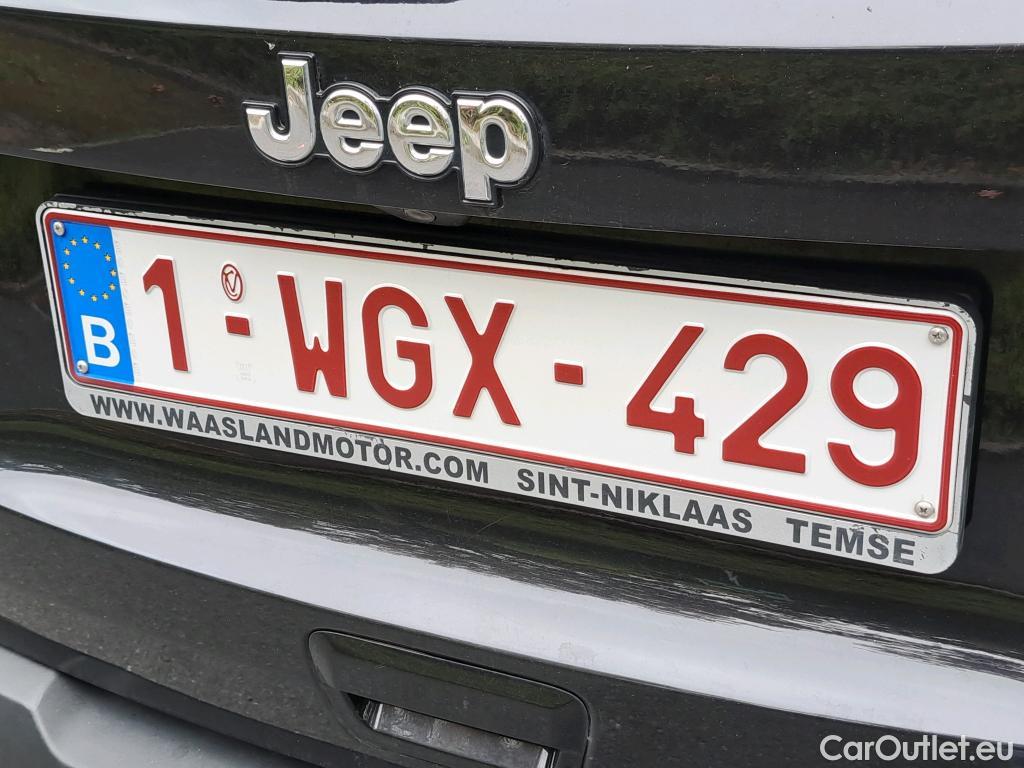 Jeep
B 1-WGX-429
WWW.WAASLANDMOTOR.COM SINT-NIKLAAS TEMSE
CarOutlet.eu